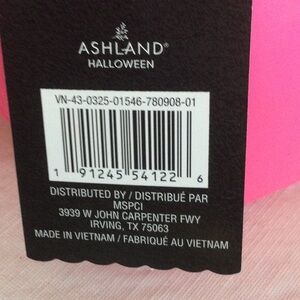 ASHLAND®
HALLOWEEN
VN-43-0325-01546-780908-01
1 91245 54122 6
DISTRIBUTED BY / DISTRIBUÉ PAR
MSPCI
3939 W JOHN CARPENTER FWY
IRVING, TX 75063
MADE IN VIETNAM / FABRIQUÉ AU VIETNAM